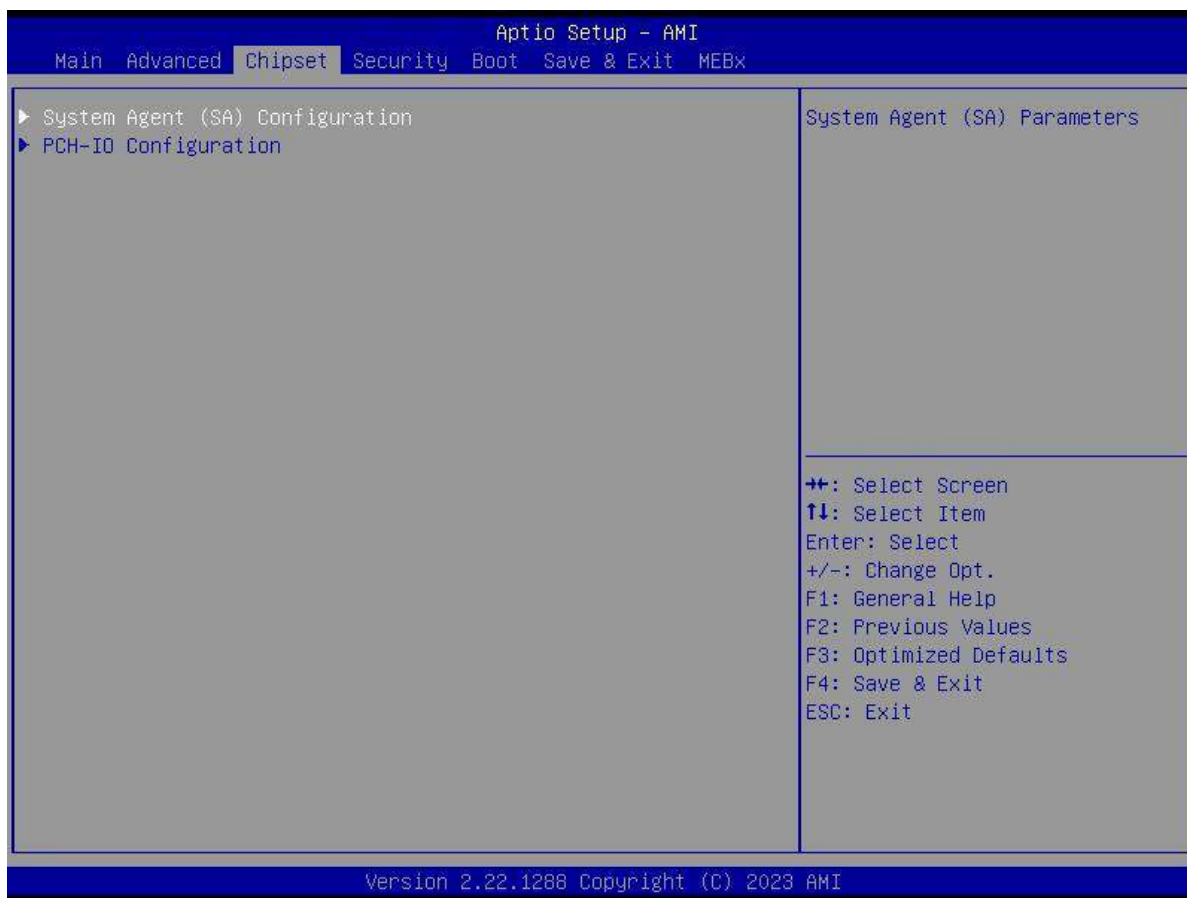 Aptio Setup - AMI
Main Advanced Chipset Security Boot Save & Exit MEBx
System Agent (SA) Configuration
PCH-IO Configuration
System Agent (SA) Parameters
→←: Select Screen
↑↓: Select Item
Enter: Select
+/-: Change Opt.
F1: General Help
F2: Previous Values
F3: Optimized Defaults
F4: Save & Exit
ESC: Exit
Version 2.22.1288 Copyright (C) 2023 AMI